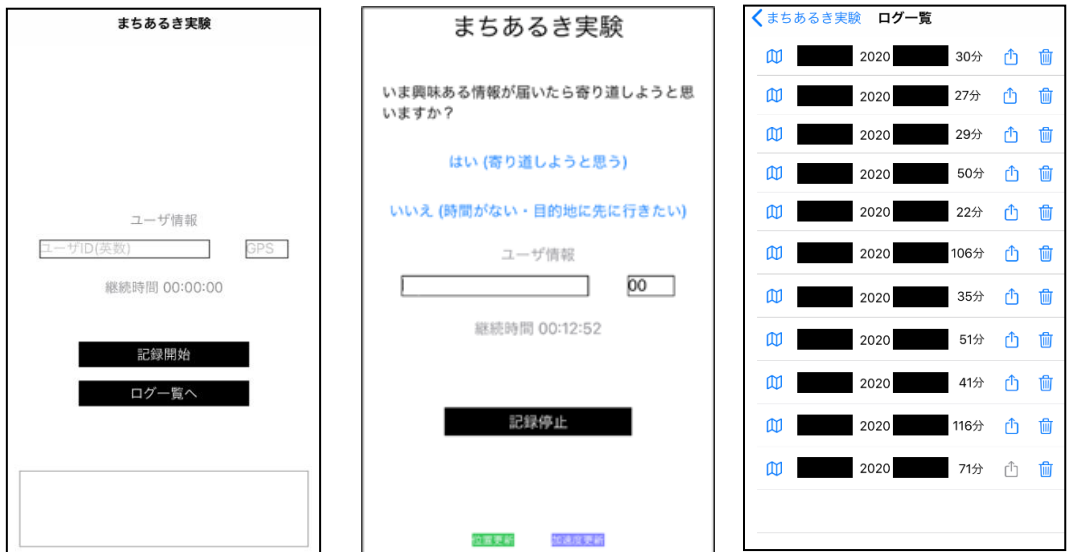 まちあるき実験
ユーザ情報
ユーザID(英数) GPS
継続時間 00:00:00
記録開始
ログ一覧へ
まちあるき実験
いま興味ある情報が届いたら寄り道しようと思
いますか？
はい (寄り道しようと思う)
いいえ (時間がない・目的地に先に行きたい)
ユーザ情報
00
継続時間 00:12:52
記録停止
位置更新 加速度更新
まちあるき実験 ログ一覧
2020 30分
2020 27分
2020 29分
2020 50分
2020 22分
2020 106分
2020 35分
2020 51分
2020 41分
2020 116分
2020 71分